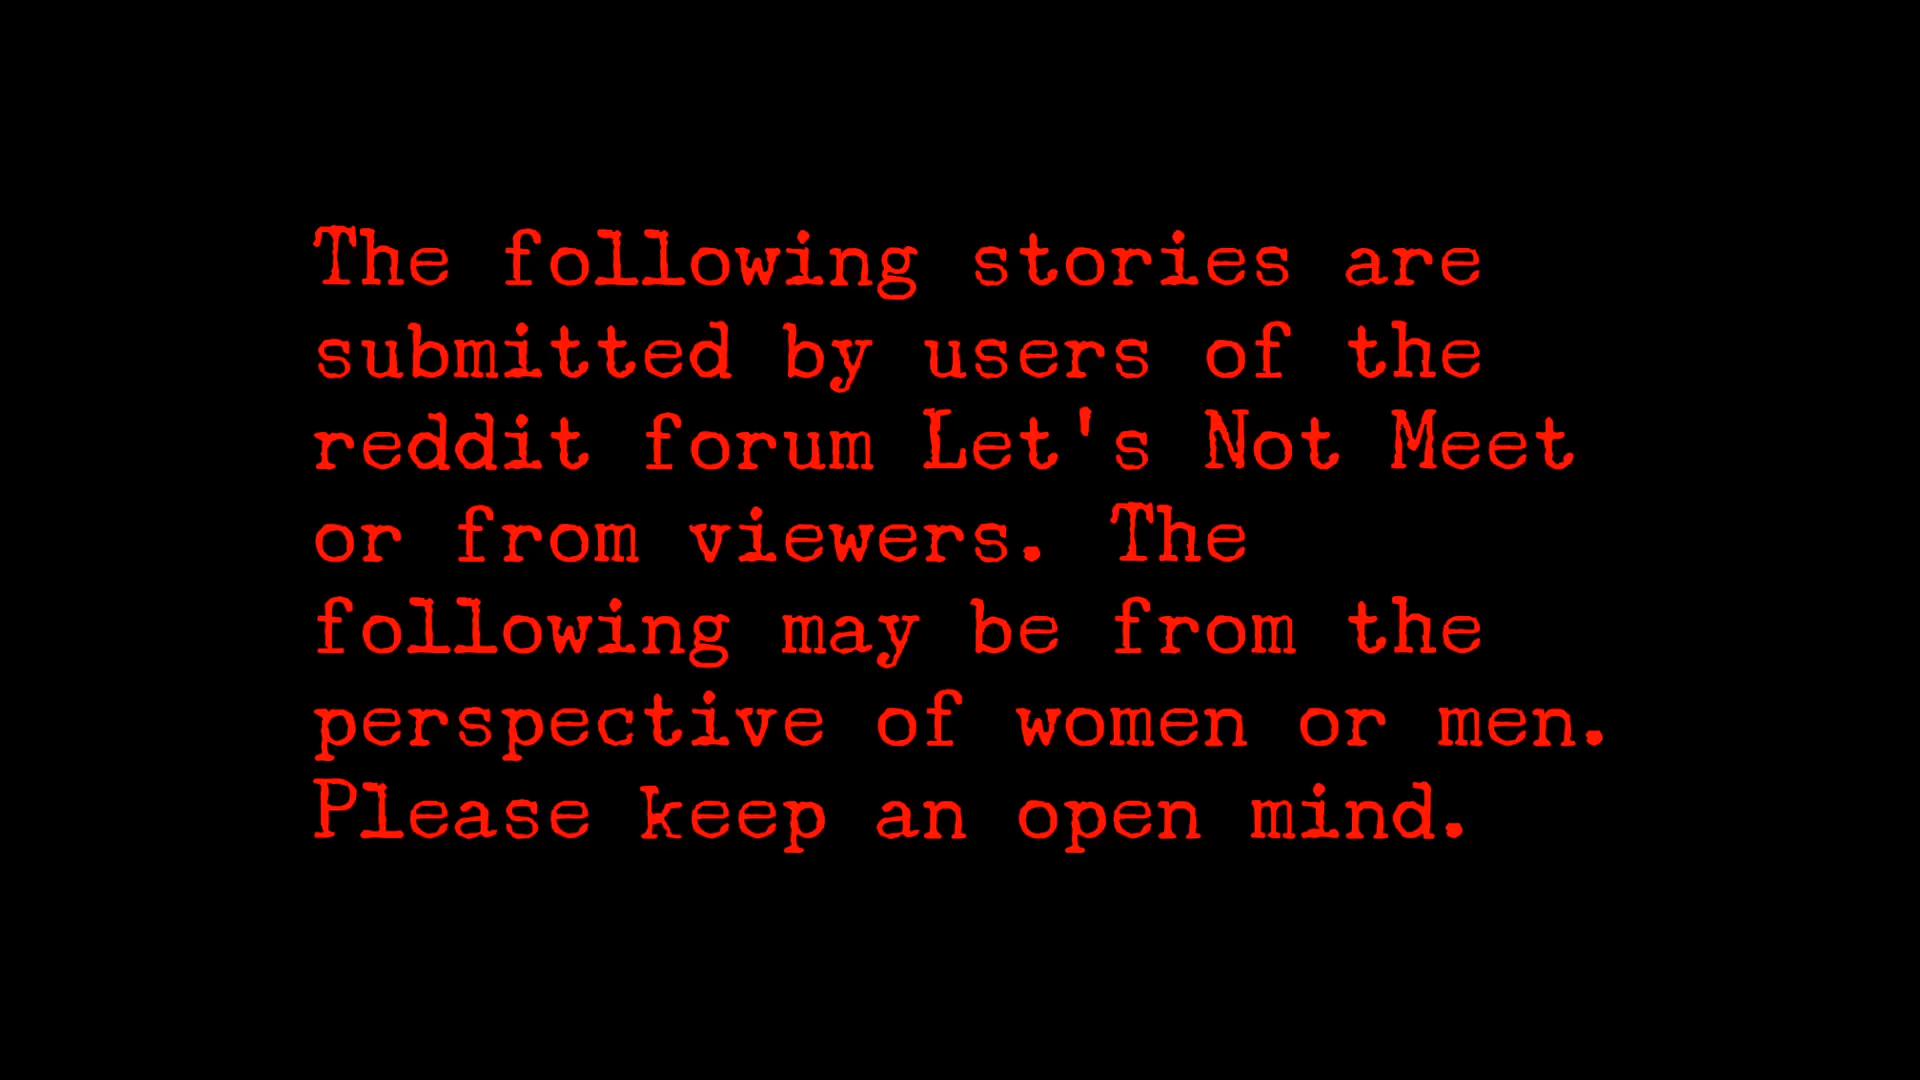 The following stories are
submitted by users of the
reddit forum Let's Not Meet
or from viewers. The
following may be from the
perspective of women or men.
Please keep an open mind.